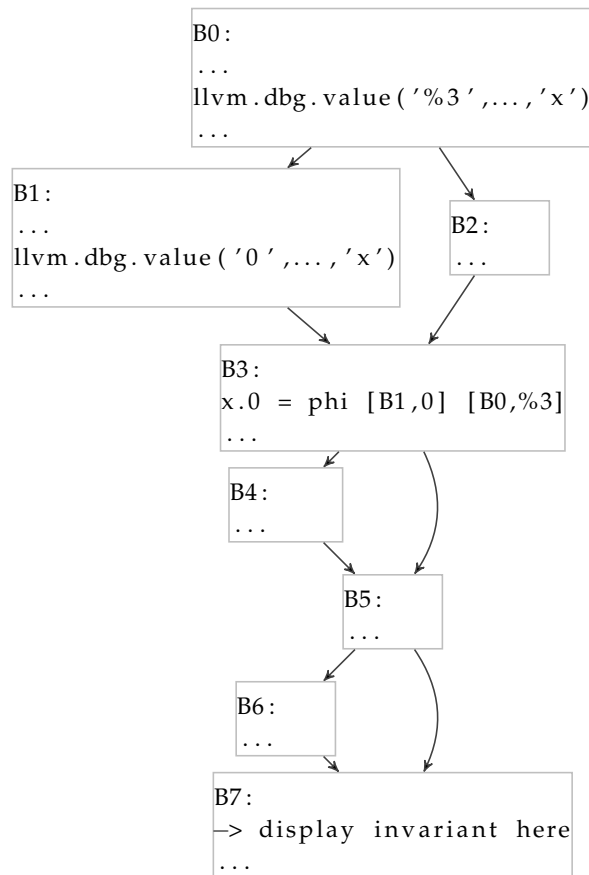 B0:
...
llvm.dbg.value('%3',...,'x')
...
B1:
...
llvm.dbg.value('0',...,'x')
...
B2:
...
B3:
x.0 = phi [B1,0] [B0,%3]
...
B4:
...
B5:
...
B6:
...
B7:
—> display invariant here
...